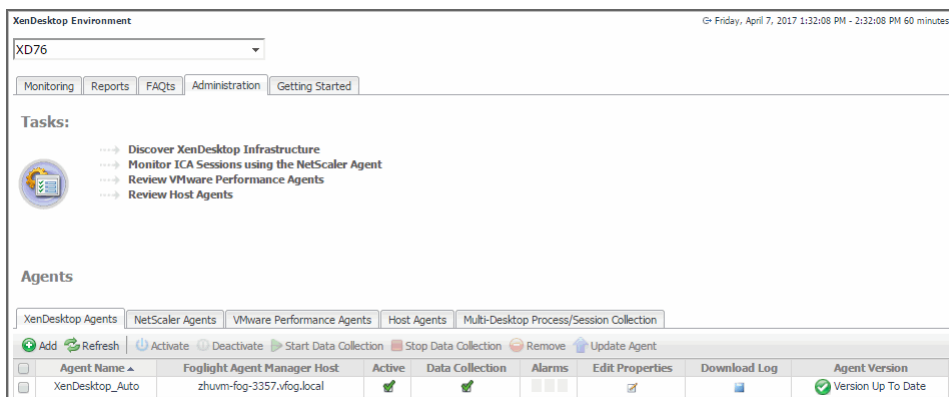 XenDesktop Environment
Friday, April 7, 2017 1:32:08 PM - 2:32:08 PM 60 minutes
XD76
Monitoring Reports FAQts Administration Getting Started
Tasks:
Discover XenDesktop Infrastructure
Monitor ICA Sessions using the NetScaler Agent
Review VMware Performance Agents
Review Host Agents
Agents
XenDesktop Agents NetScaler Agents VMware Performance Agents Host Agents Multi-Desktop Process/Session Collection
Add Refresh Activate Deactivate Start Data Collection Stop Data Collection Remove Update Agent
Agent Name Foglight Agent Manager Host Active Data Collection Alarms Edit Properties Download Log Agent Version
XenDesktop_Auto zhuvm-fog-3357.vfog.local Version Up To Date